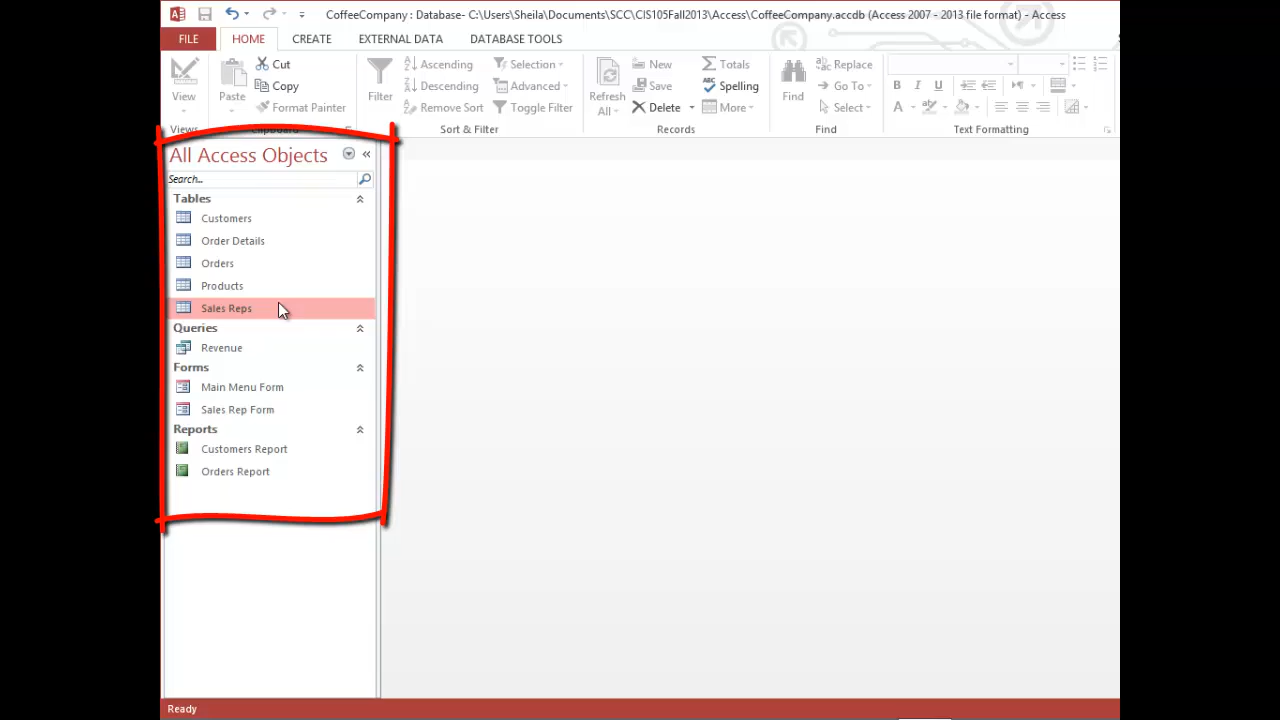 CoffeeCompany : Database- C:\Users\Sheila\Documents\SCC\CIS105Fall2013\Access\CoffeeCompany.accdb (Access 2007 - 2013 file format) - Access
FILE HOME CREATE EXTERNAL DATA DATABASE TOOLS
Cut Ascending Selection New Totals Replace
View Paste Copy Filter Descending Advanced Refresh All Save Spelling Find Go To B I U
Format Painter Remove Sort Toggle Filter Delete More Select A
Views Clipboard Sort & Filter Records Find Text Formatting
All Access Objects
Search...
Tables
Customers
Order Details
Orders
Products
Sales Reps
Queries
Revenue
Forms
Main Menu Form
Sales Rep Form
Reports
Customers Report
Orders Report
Ready